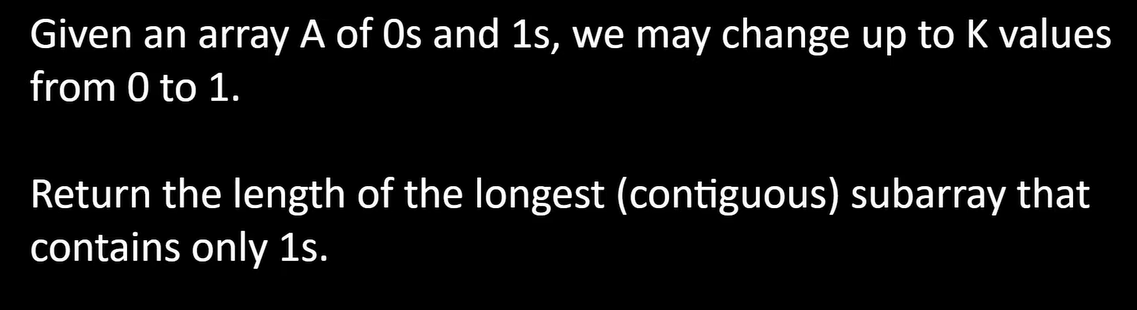 Given an array A of 0s and 1s, we may change up to K values
from 0 to 1.
Return the length of the longest (contiguous) subarray that
contains only 1s.